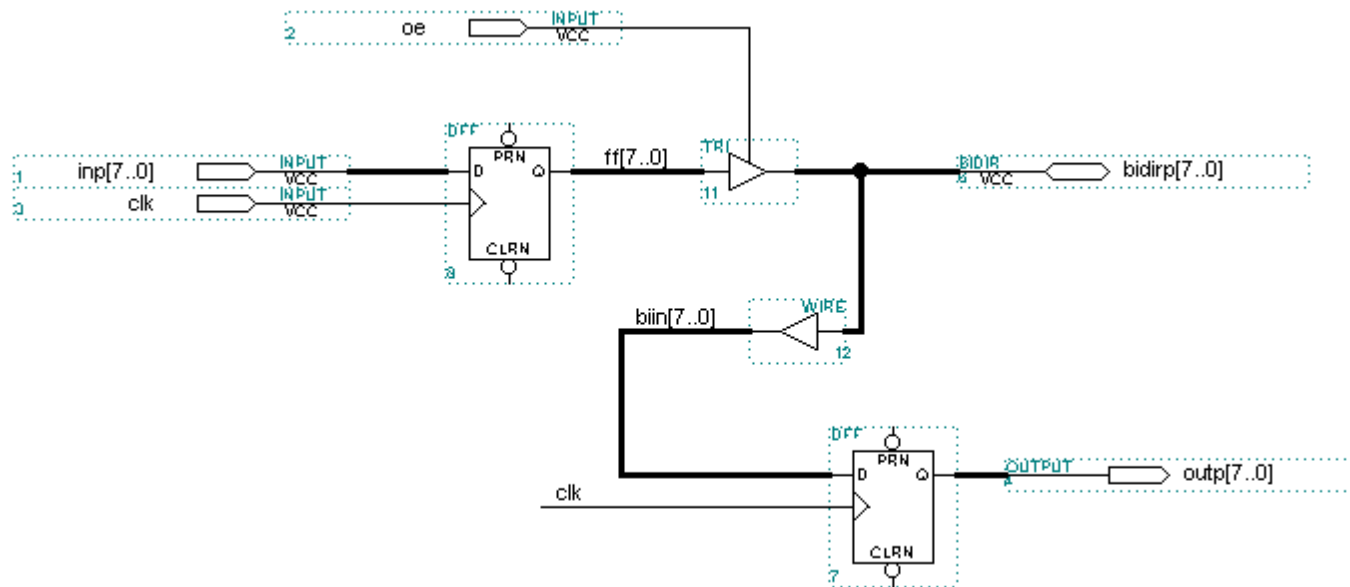 oe
INPUT
VCC
2
inp[7..0]
INPUT
VCC
1
clk
INPUT
VCC
DFF
PRN
D
Q
CLRN
ff[7..0]
TRI
11
BIDIR
VCC
bidirp[7..0]
biin[7..0]
WIRE
12
clk
DFF
PRN
D
Q
CLRN
7
OUTPUT
outp[7..0]